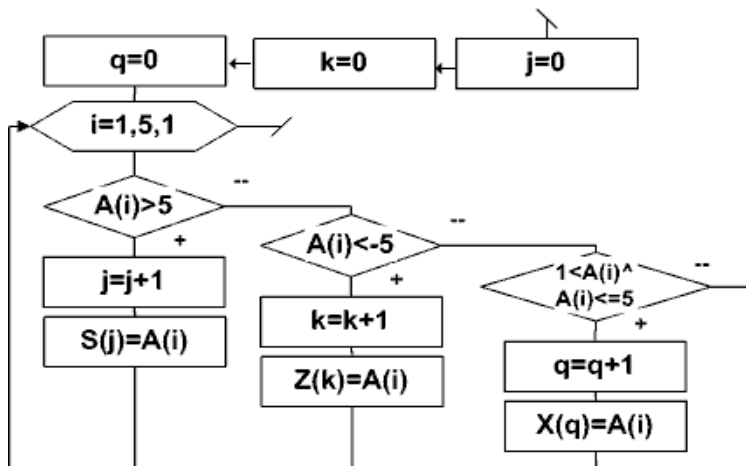 q=0
k=0
j=0
i=1,5,1
A(i)>5
--
+
A(i)<-5
--
+
1<A(i)^
A(i)<=5
--
+
j=j+1
S(j)=A(i)
k=k+1
Z(k)=A(i)
q=q+1
X(q)=A(i)